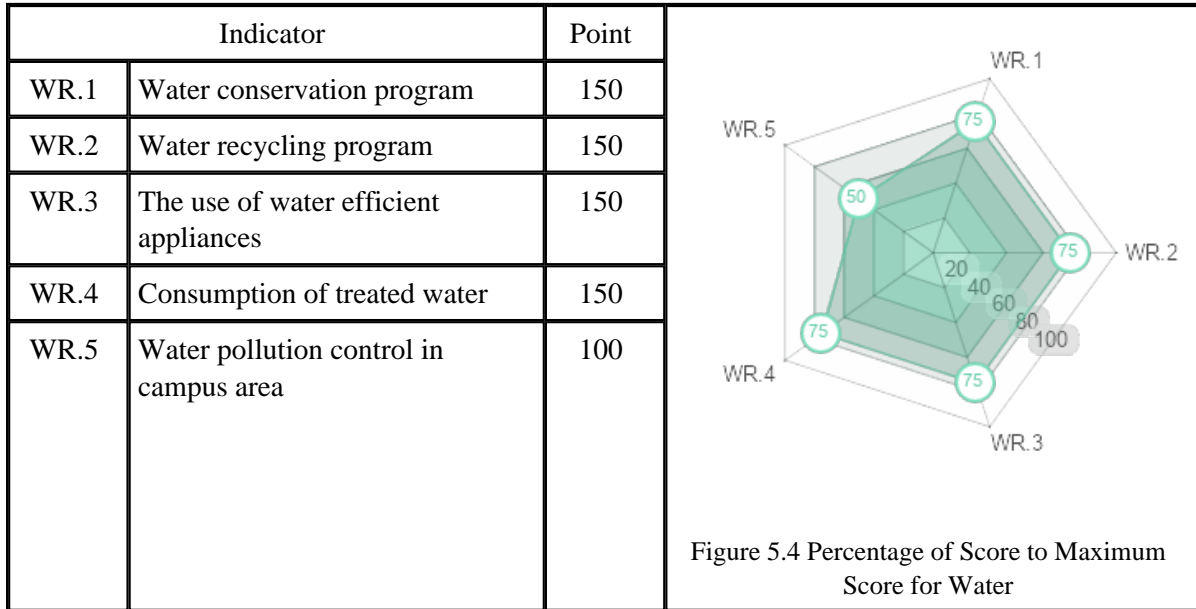 Indicator Point
WR.1 Water conservation program 150
WR.2 Water recycling program 150
WR.3 The use of water efficient
appliances 150
WR.4 Consumption of treated water 150
WR.5 Water pollution control in
campus area 100
WR.1
WR.5
75
50
75
WR.2
20
40
60
80
100
75
WR.4
75
WR.3
Figure 5.4 Percentage of Score to Maximum
Score for Water